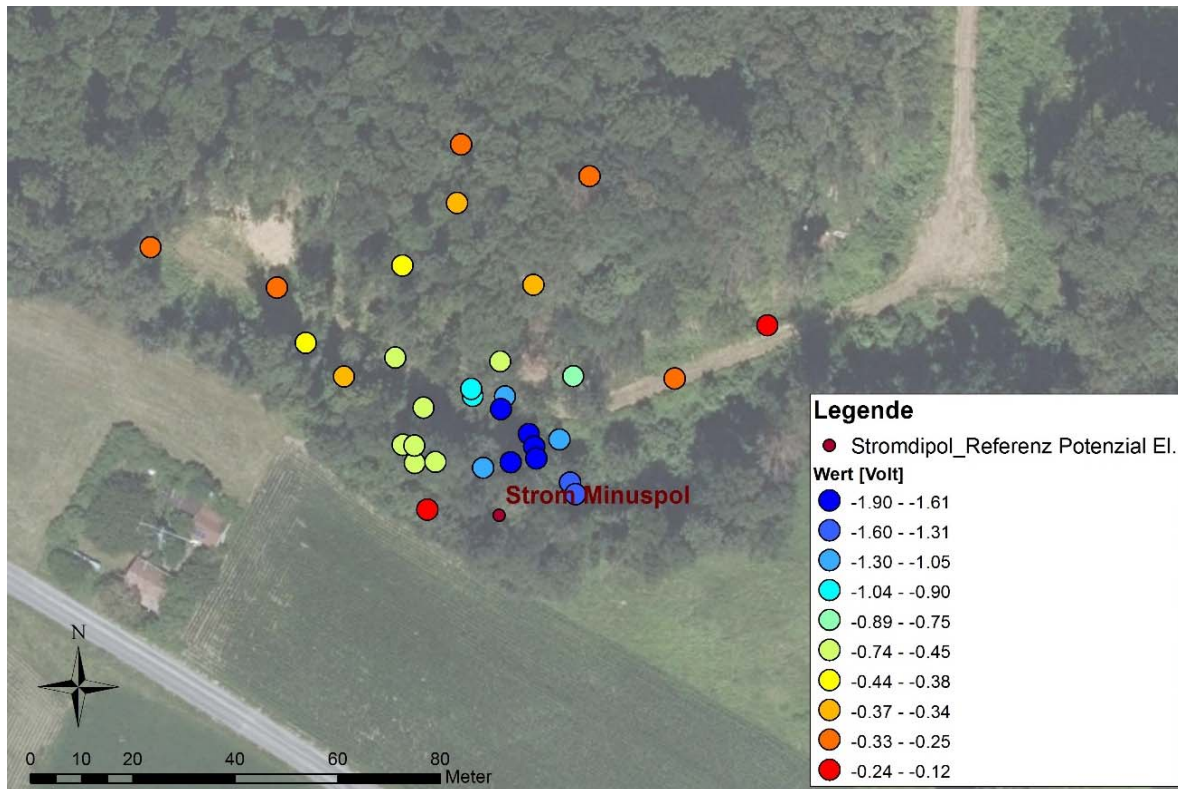 Strom Minuspol
N
0 10 20 40 60 80
Meter
Legende
Stromdipol_Referenz Potenzial El.
Wert [Volt]
-1.90 - -1.61
-1.60 - -1.31
-1.30 - -1.05
-1.04 - -0.90
-0.89 - -0.75
-0.74 - -0.45
-0.44 - -0.38
-0.37 - -0.34
-0.33 - -0.25
-0.24 - -0.12